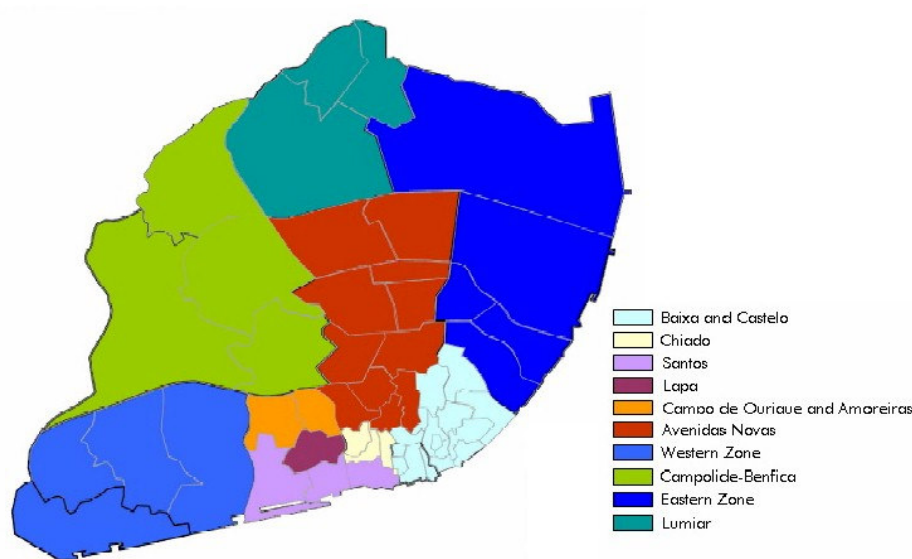 Baixa and Castelo
Chiado
Santos
Lapa
Campo de Ourique and Amoreiras
Avenidas Novas
Western Zone
Campolide-Benfica
Eastern Zone
Lumiar